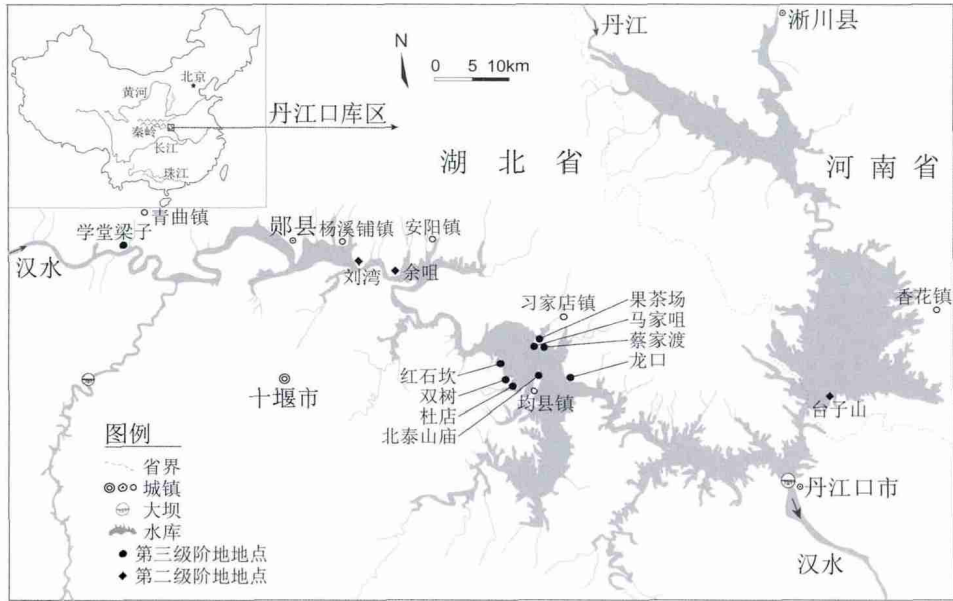 北京
黄河
秦岭
长江
珠江
丹江口库区
N
0 5 10km
丹江
淅川县
湖北省
河南省
青曲镇
学堂梁子
汉水
郧县
杨溪铺镇
安阳镇
刘湾
余咀
习家店镇
果茶场
马家咀
蔡家渡
龙口
香花镇
红石坎
双树
杜店
北泰山庙
均县镇
十堰市
台子山
丹江口市
汉水
图例
省界
城镇
大坝
水库
第三级阶地地点
第二级阶地地点